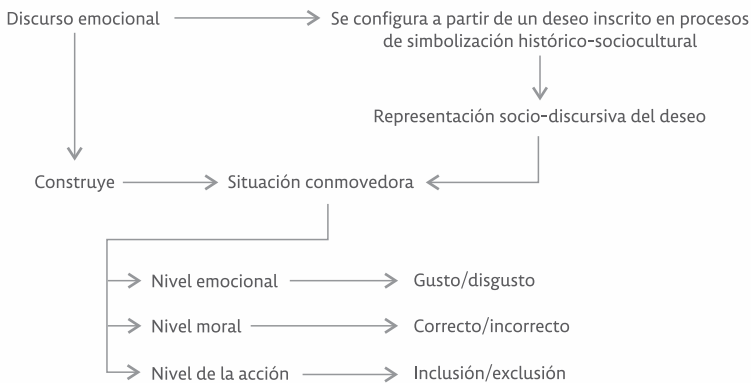 Discurso emocional
Se configura a partir de un deseo inscrito en procesos
de simbolización histórico-sociocultural
Representación socio-discursiva del deseo
Construye
Situación conmovedora
Nivel emocional
Gusto/disgusto
Nivel moral
Correcto/incorrecto
Nivel de la acción
Inclusión/exclusión